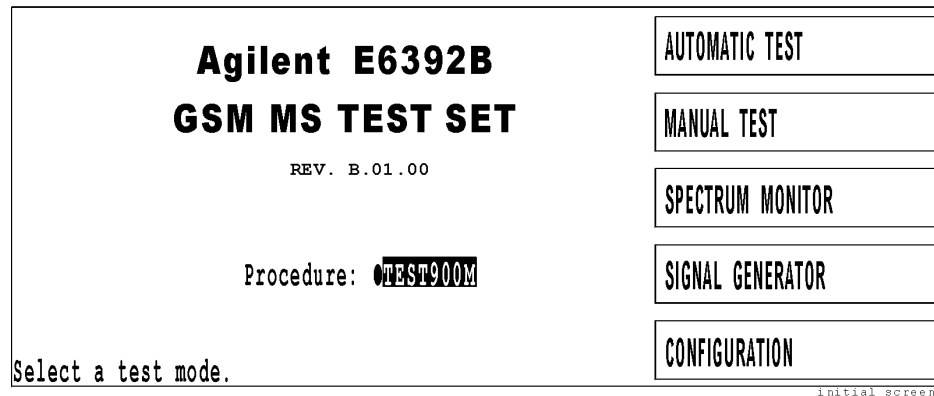 Agilent E6392B
GSM MS TEST SET
REV. B.01.00
Procedure: TEST900M
Select a test mode.
AUTOMATIC TEST
MANUAL TEST
SPECTRUM MONITOR
SIGNAL GENERATOR
CONFIGURATION
initial screen